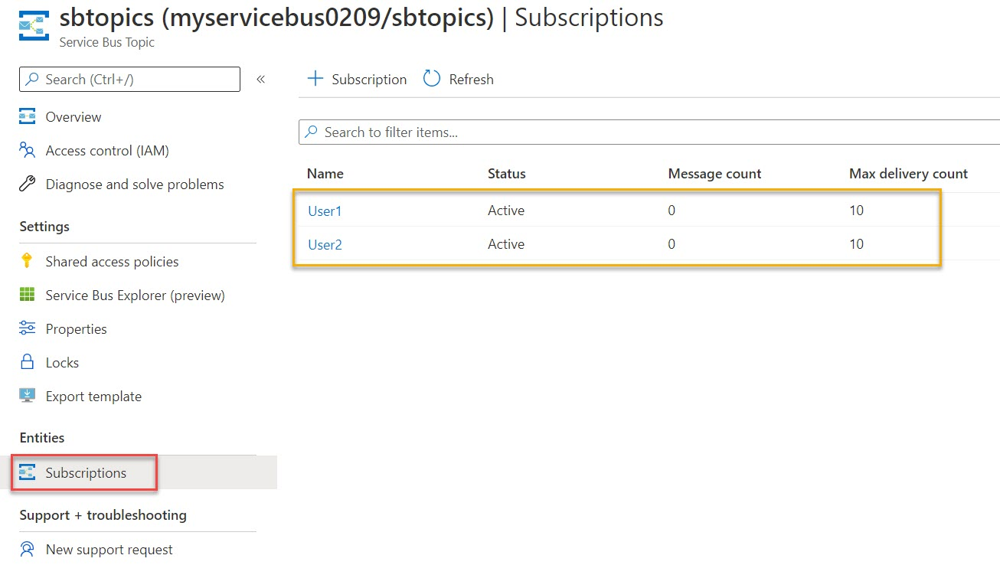 sbtopics (myservicebus0209/sbtopics) | Subscriptions
Service Bus Topic
Search (Ctrl+/)
«
Overview
Access control (IAM)
Diagnose and solve problems
Settings
Shared access policies
Service Bus Explorer (preview)
Properties
Locks
Export template
Entities
Subscriptions
Support + troubleshooting
New support request
+ Subscription Refresh
Search to filter items...
Name Status Message count Max delivery count
User1 Active 0 10
User2 Active 0 10